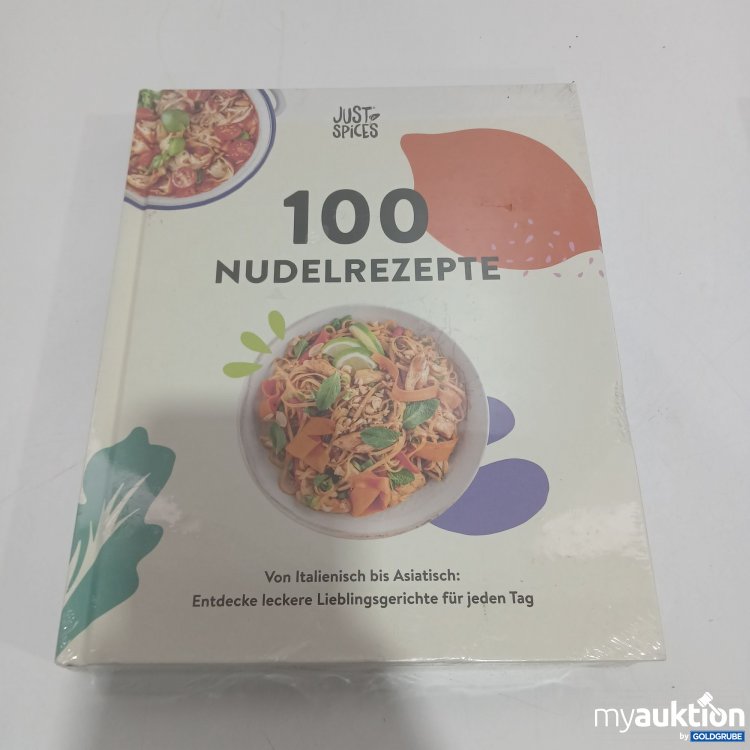 JUST
SPICES
100
NUDELREZEPTE
Von Italienisch bis Asiatisch:
Entdecke leckere Lieblingsgerichte für jeden Tag
myauktion
by GOLDGRUBE